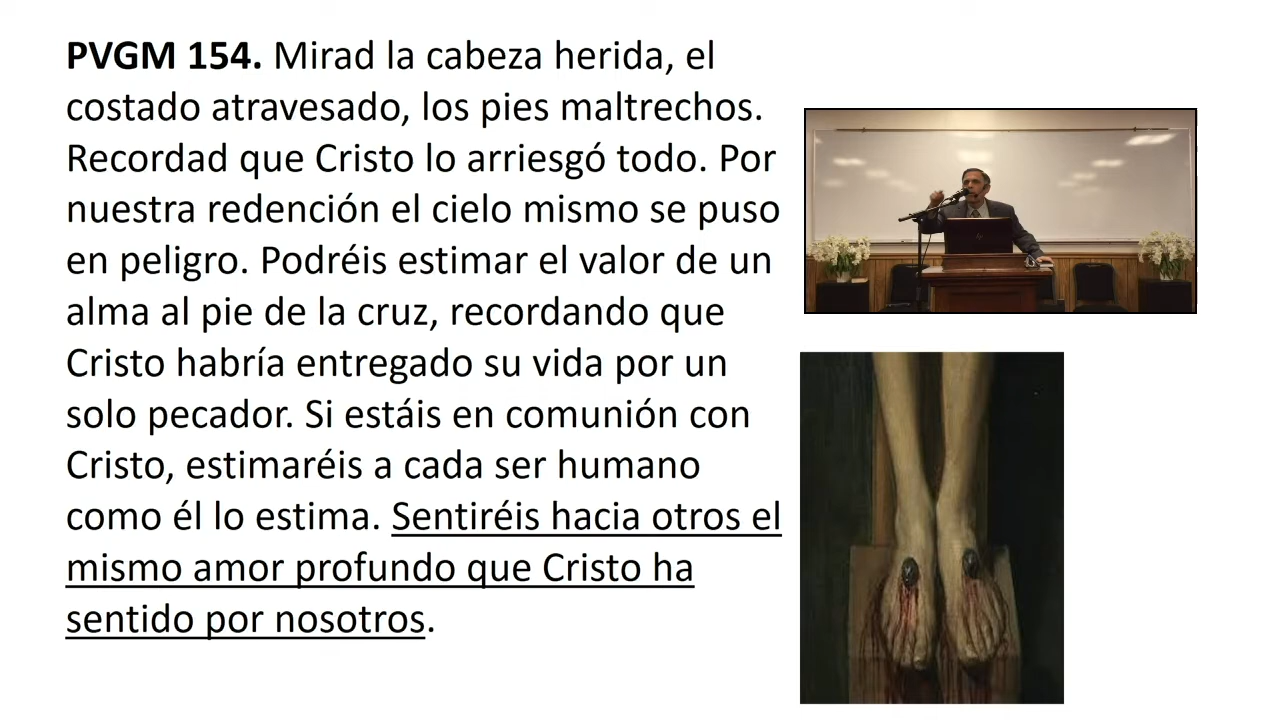 PVGM 154. Mirad la cabeza herida, el
costado atravesado, los pies maltrechos.
Recordad que Cristo lo arriesgó todo. Por
nuestra redención el cielo mismo se puso
en peligro. Podréis estimar el valor de un
alma al pie de la cruz, recordando que
Cristo habría entregado su vida por un
solo pecador. Si estáis en comunión con
Cristo, estimaréis a cada ser humano
como él lo estima. Sentiréis hacia otros el
mismo amor profundo que Cristo ha
sentido por nosotros.